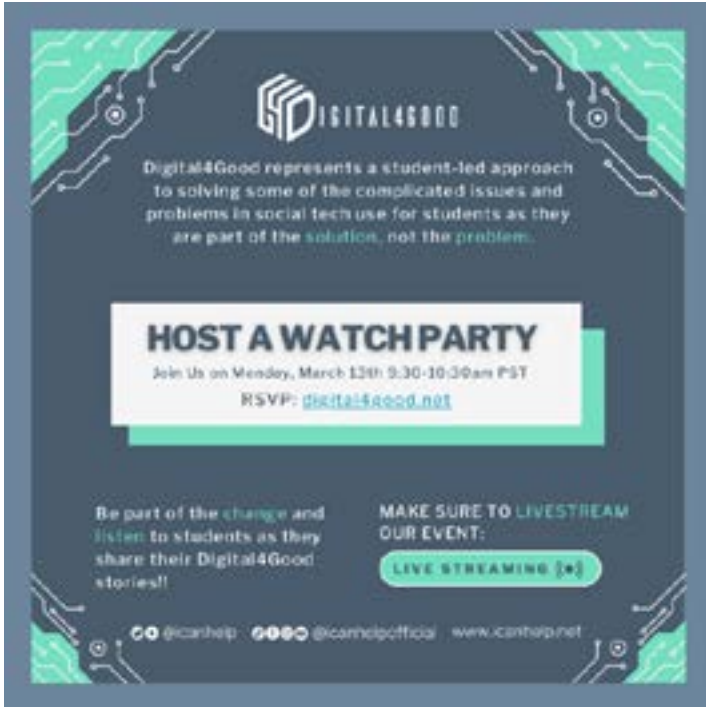 DIGITAL4GOOD
Digital4Good represents a student-led approach
to solving some of the complicated issues and
problems in social tech use for students as they
are part of the solution, not the problem.
HOST A WATCH PARTY
Join Us on Monday, March 13th 9:30-10:30am PST
RSVP: digital4good.net
Be part of the change and
listen to students as they
share their Digital4Good
stories!!
MAKE SURE TO LIVESTREAM
OUR EVENT:
LIVE STREAMING
@icanhelp @icanhelpofficial www.icanhelp.net